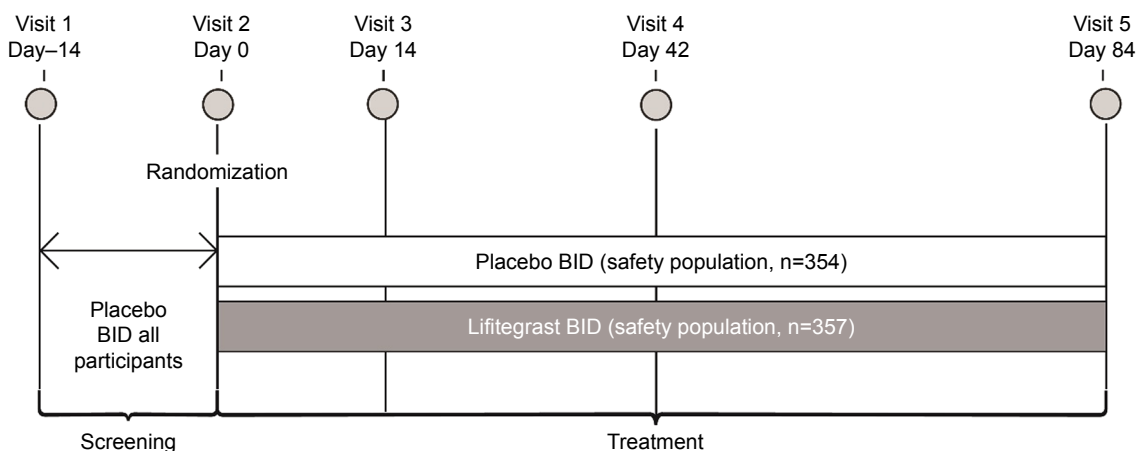 Visit 1
Day–14
Visit 2
Day 0
Visit 3
Day 14
Visit 4
Day 42
Visit 5
Day 84
Randomization
Placebo BID (safety population, n=354)
Placebo
BID all
participants
Lifitegrast BID (safety population, n=357)
Screening
Treatment